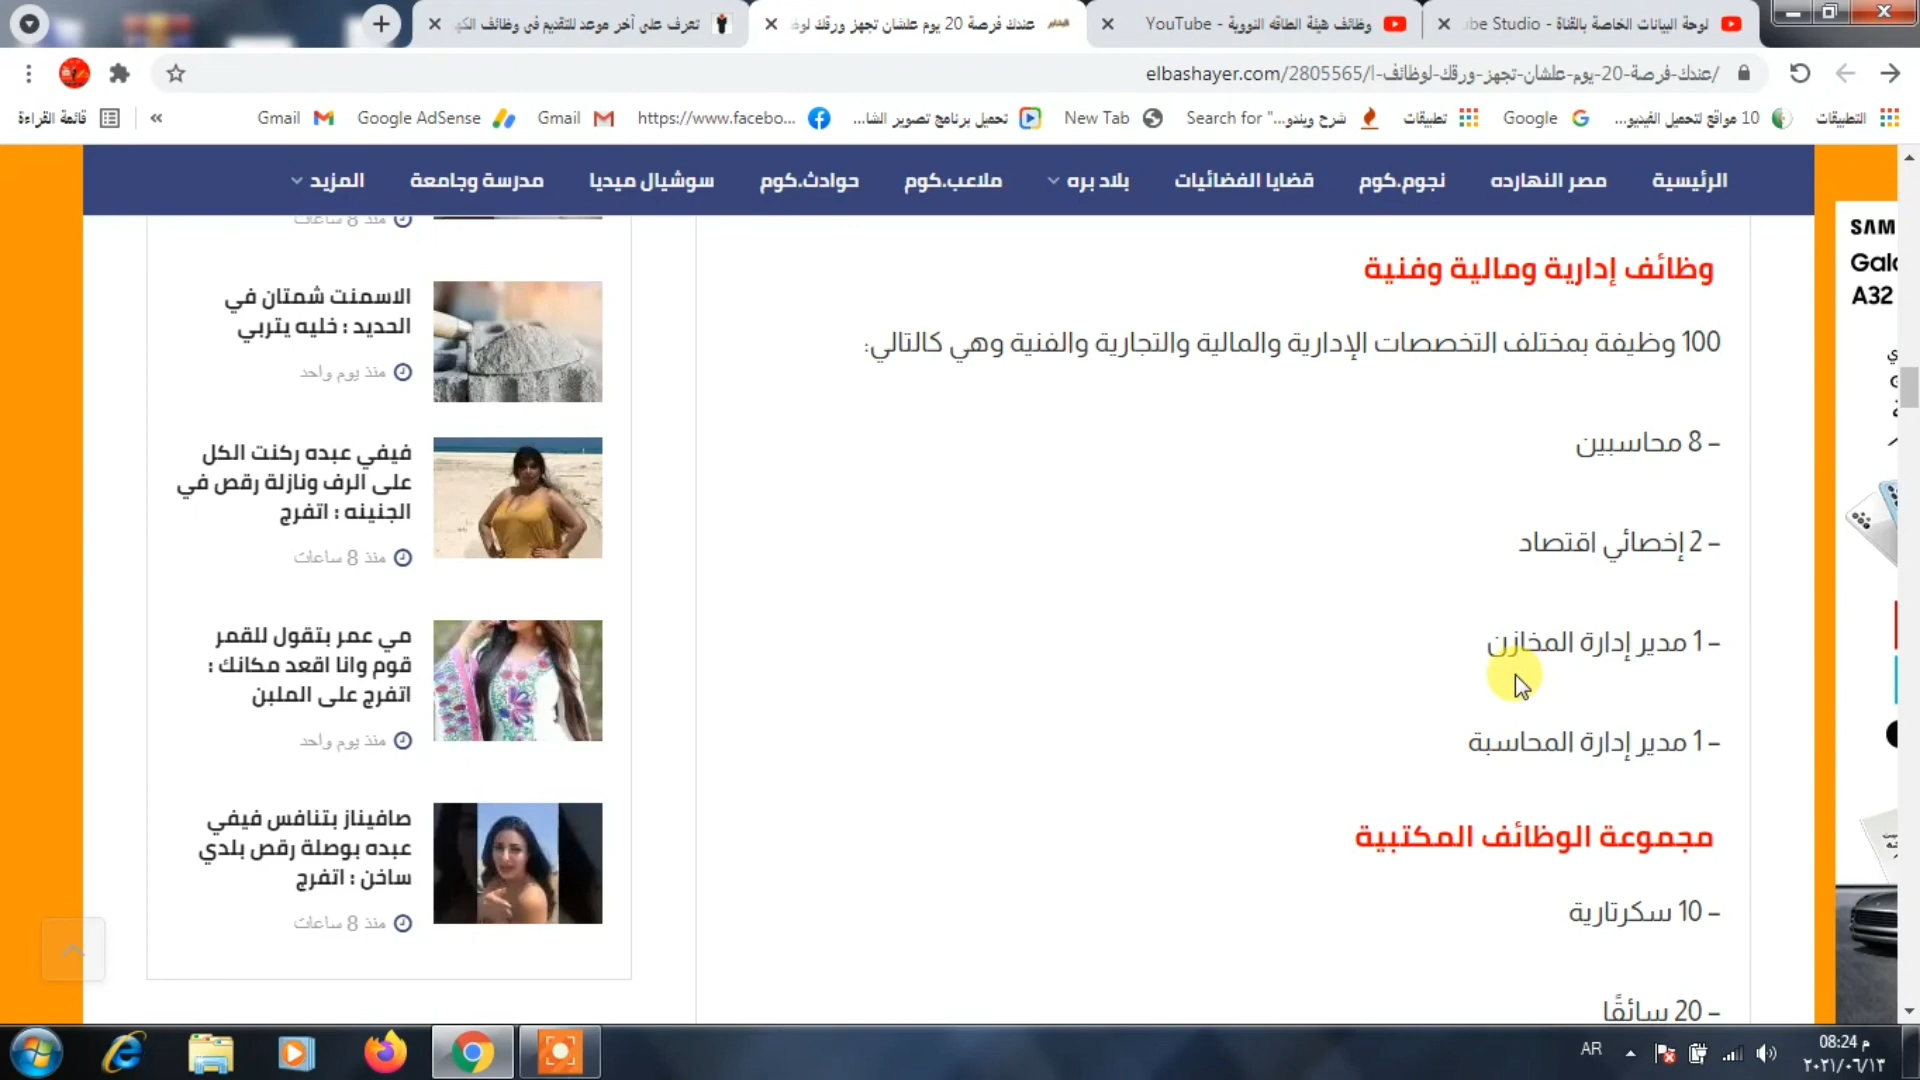 لوحة البيانات الخاصة بالقناة - be Studio
وظائف هيئة الطاقه النووية - YouTube
عندك فرصة 20 يوم علشان تجهز ورقك لوظ
تعرف على آخر موعد للتقديم في وظائف الكه
elbashayer.com/2805565/عندك-فرصة-20-يوم-علشان-تجهز-ورقك-لوظائف-ا/
التطبيقات
10 مواقع لتحميل الفيديو...
Google
تطبيقات
Search for "شرح ويندو...
New Tab
تحميل برنامج تصوير الشا...
https://www.facebo...
Gmail
Google AdSense
Gmail
قائمة القراءة
الرئيسية
مصر النهارده
نجوم.كوم
قضايا الفضائيات
بلاد بره
ملاعب.كوم
حوادث.كوم
سوشيال ميديا
مدرسة وجامعة
المزيد
وظائف إدارية ومالية وفنية
100 وظيفة بمختلف التخصصات الإدارية والمالية والتجارية والفنية وهي كالتالي:
– 8 محاسبين
– 2 إخصائي اقتصاد
– 1 مدير إدارة المخازن
– 1 مدير إدارة المحاسبة
مجموعة الوظائف المكتبية
– 10 سكرتارية
– 20 سائقًا
منذ 8 ساعات
الاسمنت شمتان في
الحديد : خليه يتربي
منذ يوم واحد
فيفي عبده ركنت الكل
على الرف ونازلة رقص في
الجنينه : اتفرج
منذ 8 ساعات
مي عمر بتقول للقمر
قوم وانا اقعد مكانك :
اتفرج على الملبن
منذ يوم واحد
صافيناز بتنافس فيفي
عبده بوصلة رقص بلدي
ساخن : اتفرج
منذ 8 ساعات
SAM
Gala
A32
AR
08:24 م
٢٠٢١/٠٦/١٣